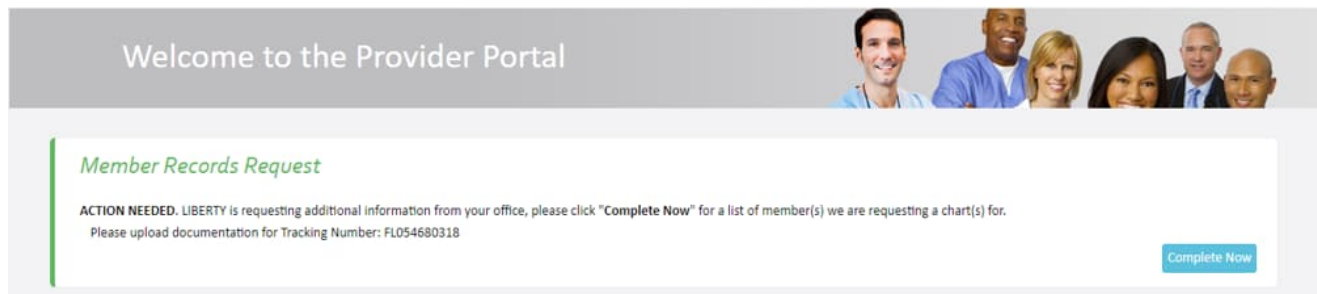 Welcome to the Provider Portal
Member Records Request
ACTION NEEDED. LIBERTY is requesting additional information from your office, please click "Complete Now" for a list of member(s) we are requesting a chart(s) for.
Please upload documentation for Tracking Number: FL054680318
Complete Now